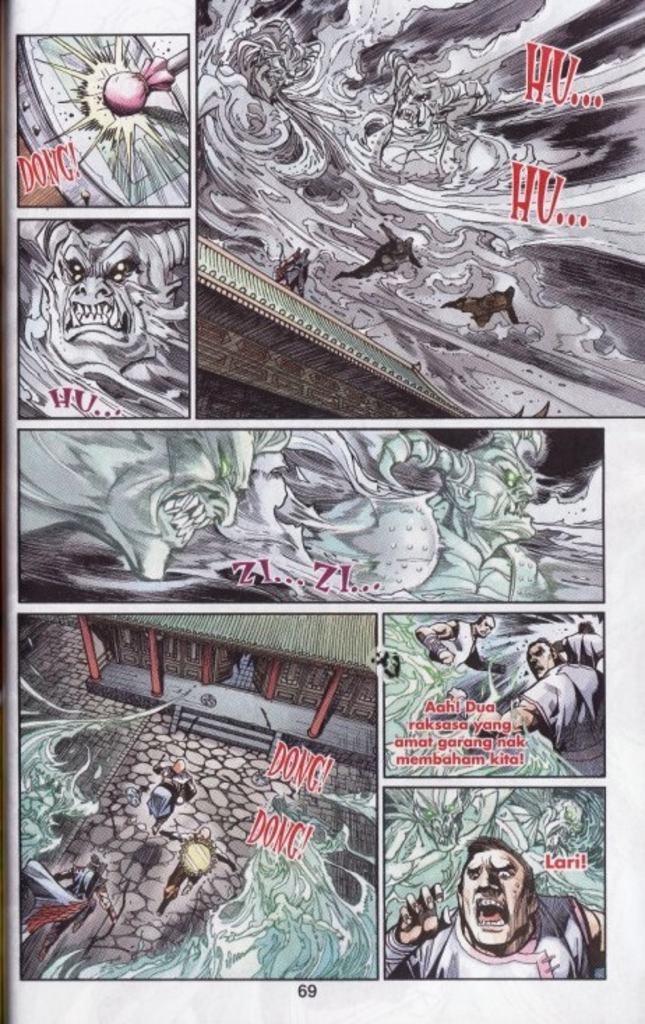 DONG!
HU...
HU...
HU...
ZI... ZI...
DONG!
DONG!
Aah! Dua
raksasa yang
amat garang nak
membaham kita!
Lari!
69